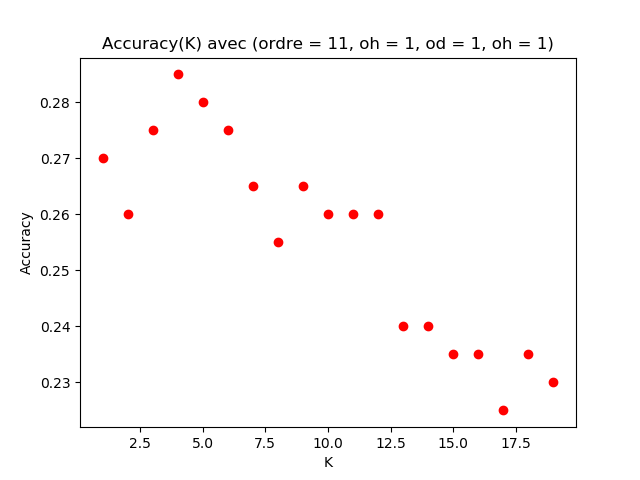 Accuracy(K) avec (ordre = 11, oh = 1, od = 1, oh = 1)
0.28
0.27
0.26
0.25
0.24
0.23
Accuracy
2.5 5.0 7.5 10.0 12.5 15.0 17.5
K